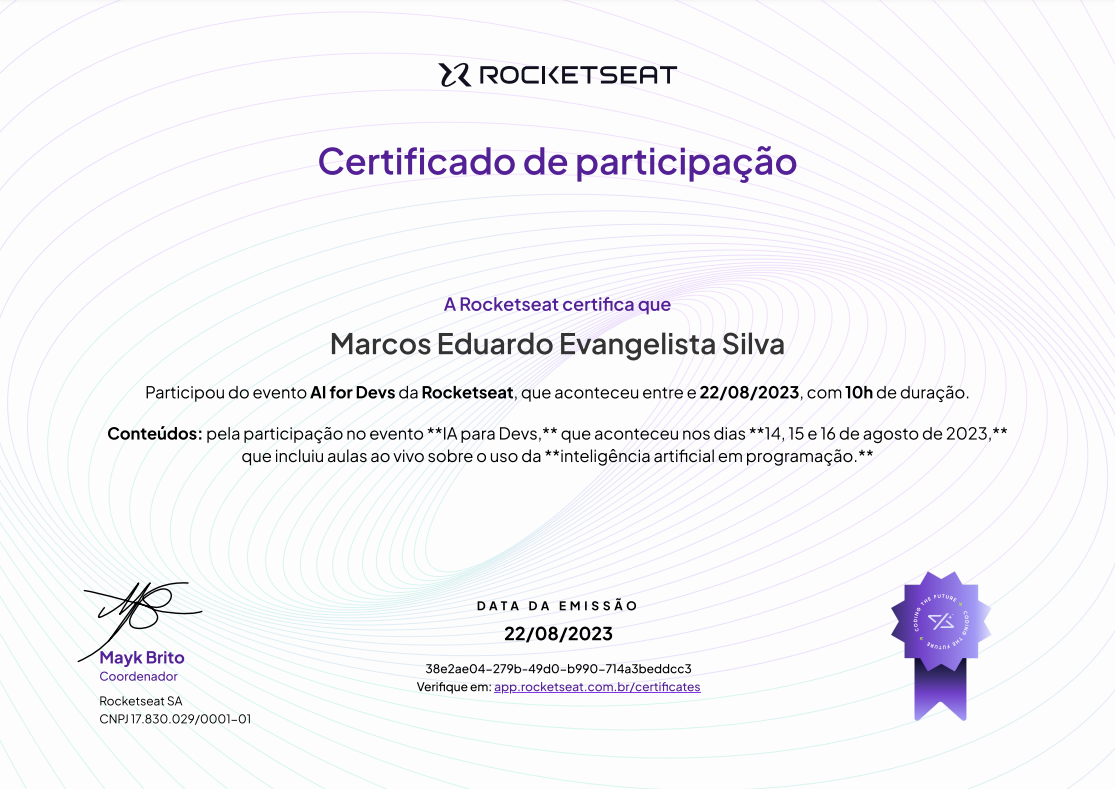 ROCKETSEAT
Certificado de participação
A Rocketseat certifica que
Marcos Eduardo Evangelista Silva
Participou do evento AI for Devs da Rocketseat, que aconteceu entre e 22/08/2023, com 10h de duração.
Conteúdos: pela participação no evento **IA para Devs,** que aconteceu nos dias **14, 15 e 16 de agosto de 2023,**
que incluiu aulas ao vivo sobre o uso da **inteligência artificial em programação.**
Mayk Brito
Coordenador
Rocketseat SA
CNPJ 17.830.029/0001-01
DATA DA EMISSÃO
22/08/2023
38e2ae04-279b-49d0-b990-714a3beddcc3
Verifique em: app.rocketseat.com.br/certificates
CODING THE FUTURE • CODING THE FUTURE •